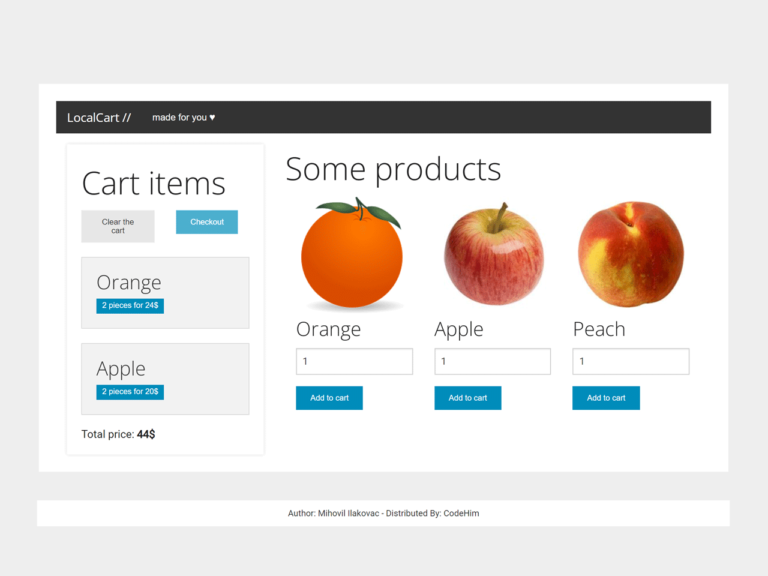 LocalCart // made for you ♥
Cart items
Clear the
cart
Checkout
Orange
2 pieces for 24$
Apple
2 pieces for 20$
Total price: 44$
Some products
Orange
1
Add to cart
Apple
1
Add to cart
Peach
1
Add to cart
Author: Mihovil Ilakovac - Distributed By: CodeHim